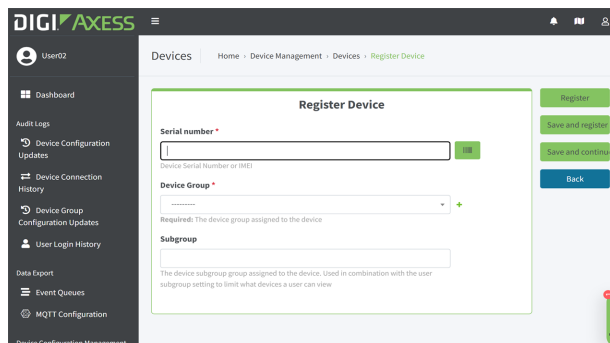 DIGI AXESS
User02
Devices
Home › Device Management › Devices › Register Device
Dashboard
Audit Logs
Device Configuration
Updates
Device Connection
History
Device Group
Configuration Updates
User Login History
Data Export
Event Queues
MQTT Configuration
Device Configuration Management
Register Device
Serial number *
Device Serial Number or IMEI
Device Group *
---------
Required: The device group assigned to the device
Subgroup
The device subgroup group assigned to the device. Used in combination with the user
subgroup setting to limit what devices a user can view
Register
Save and register
Save and continu
Back